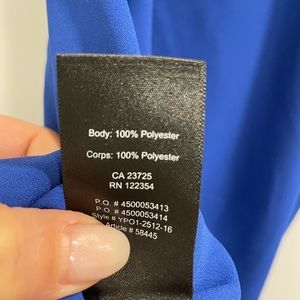 Body: 100% Polyester
Corps: 100% Polyester
CA 23725
RN 122354
P.O. # 4500053413
P.O. # 4500053414
Style # YPO1-2512-16
Article # 58445